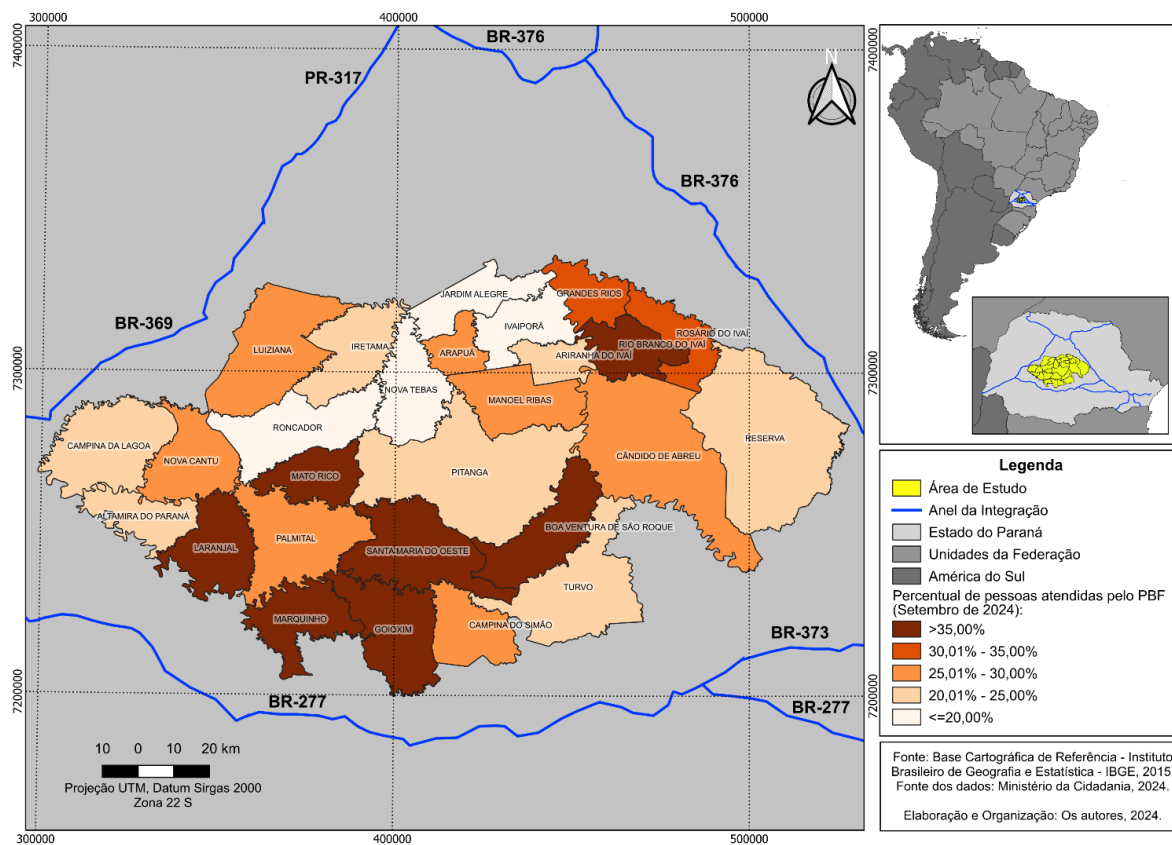 300000
400000
500000
7400000
7400000
BR-376
PR-317
N
BR-376
BR-369
JARDIM ALEGRE
GRANDES RIOS
IVAIPORÃ
ROSÁRIO DO IVAÍ
RIO BRANCO DO IVAÍ
LUIZIANA
IRETAMA
ARAPUÃ
ARIRANHA DO IVAÍ
7300000
7300000
NOVA TEBAS
MANOEL RIBAS
RONCADOR
RESERVA
CAMPINA DA LAGOA
NOVA CANTU
CÂNDIDO DE ABREU
MATO RICO
PITANGA
ALTAMIRA DO PARANÁ
BOA VENTURA DE SÃO ROQUE
LARANJAL
PALMITAL
SANTA MARIA DO OESTE
TURVO
MARQUINHO
GOIOXIM
CAMPINA DO SIMÃO
BR-373
7200000
7200000
BR-277
BR-277
10 0 10 20 km
Projeção UTM, Datum Sirgas 2000
Zona 22 S
300000
400000
500000
Legenda
Área de Estudo
Anel da Integração
Estado do Paraná
Unidades da Federação
América do Sul
Percentual de pessoas atendidas pelo PBF
(Setembro de 2024):
>35,00%
30,01% - 35,00%
25,01% - 30,00%
20,01% - 25,00%
<=20,00%
Fonte: Base Cartográfica de Referência - Instituto
Brasileiro de Geografia e Estatística - IBGE, 2015
Fonte dos dados: Ministério da Cidadania, 2024.
Elaboração e Organização: Os autores, 2024.